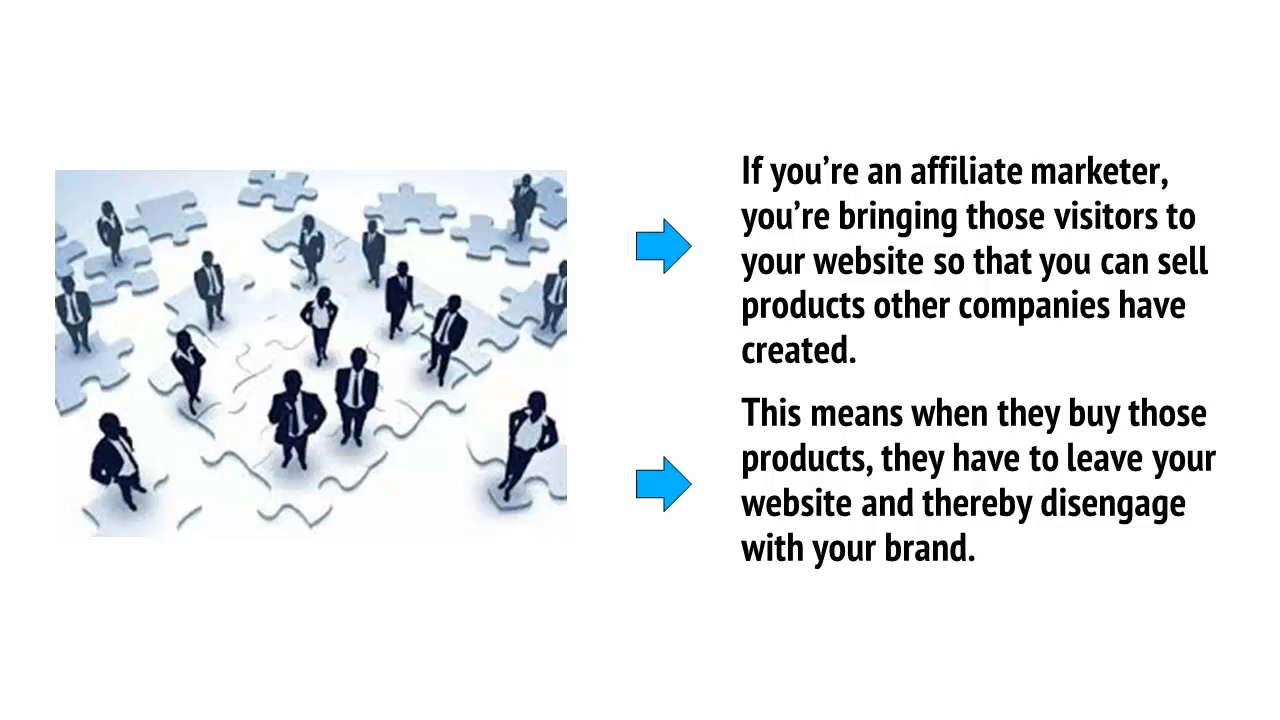 If you’re an affiliate marketer,
you’re bringing those visitors to
your website so that you can sell
products other companies have
created.
This means when they buy those
products, they have to leave your
website and thereby disengage
with your brand.